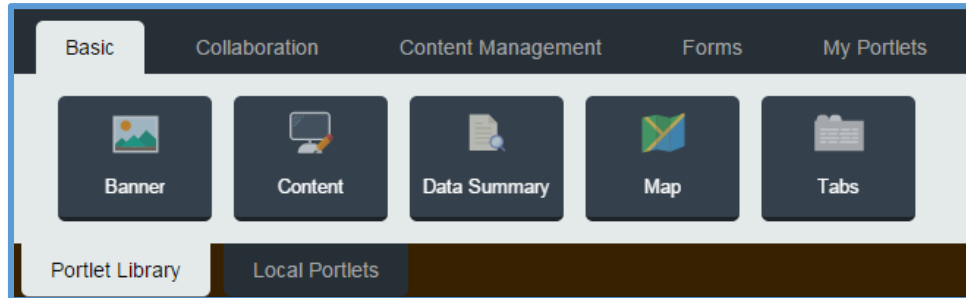 Basic Collaboration Content Management Forms My Portlets
Banner Content Data Summary Map Tabs
Portlet Library Local Portlets